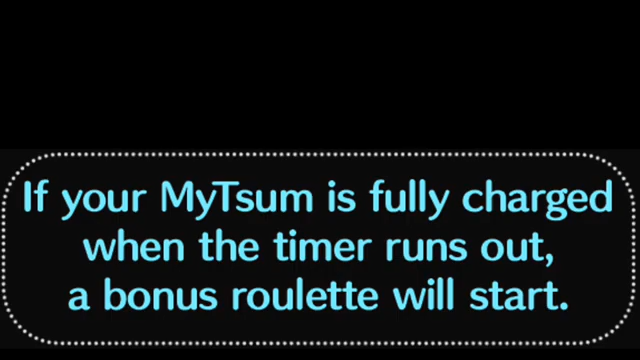 If your MyTsum is fully charged
when the timer runs out,
a bonus roulette will start.